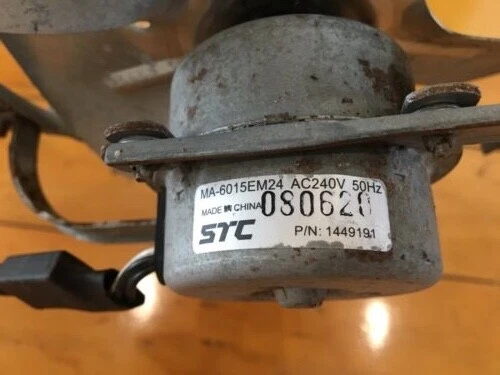 MA-6015EM24 AC240V 50Hz
MADE IN CHINA 080620
STC P/N: 1449191